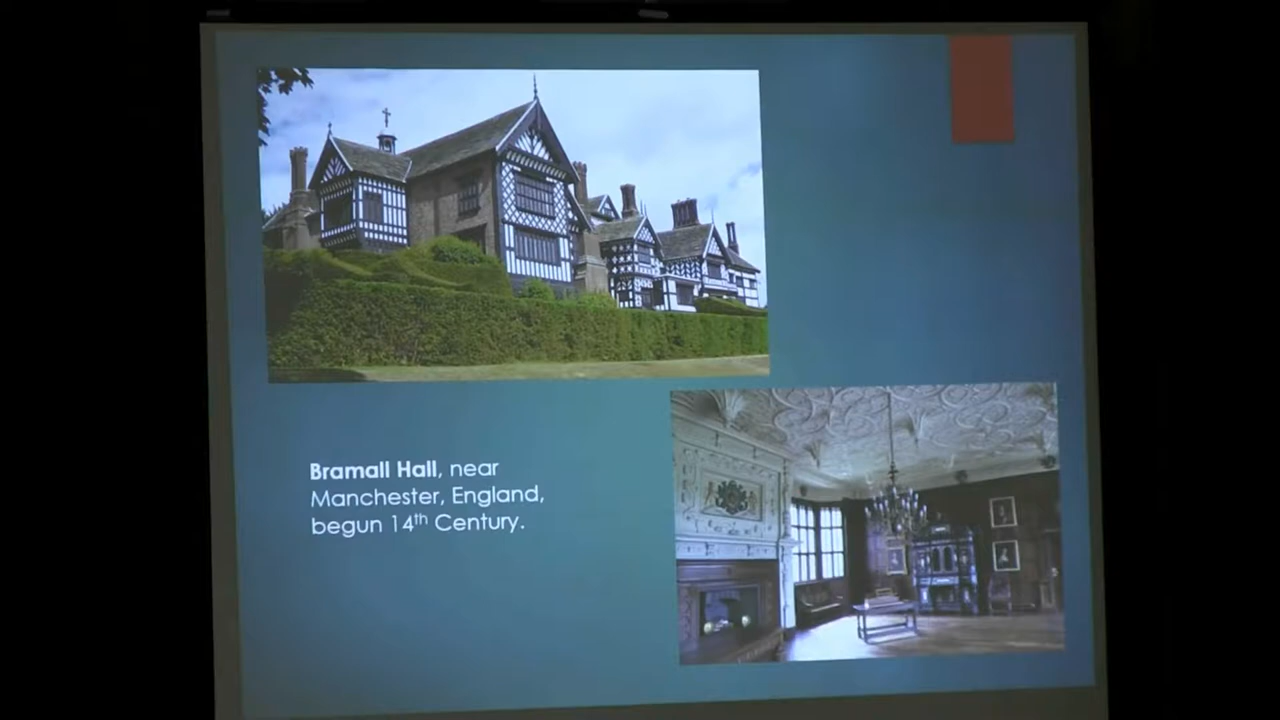 Bramall Hall, near
Manchester, England,
begun 14th Century.